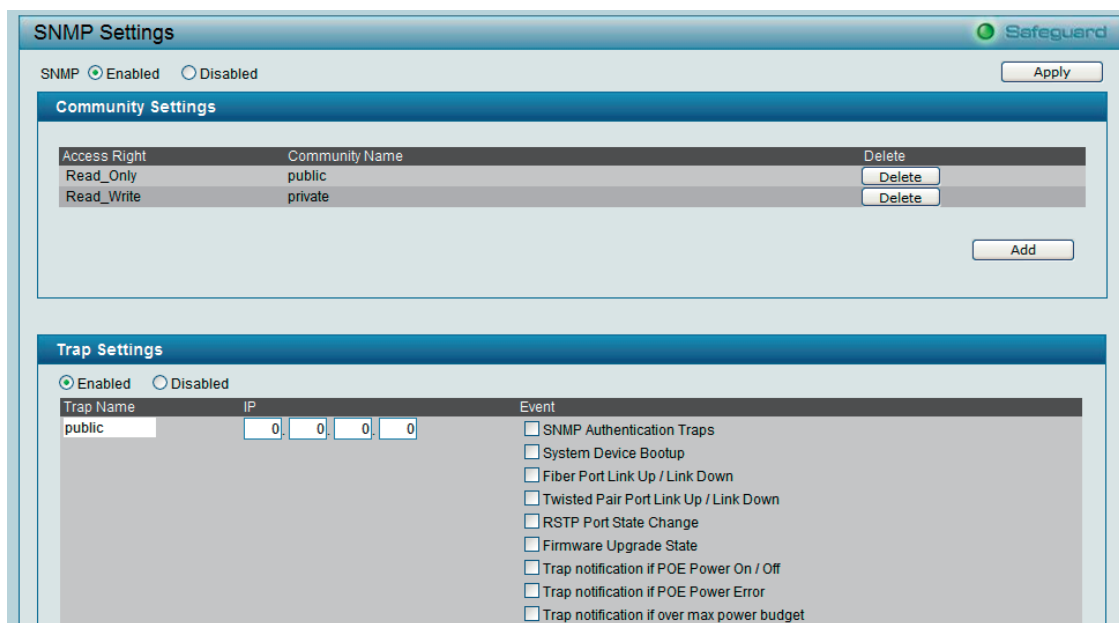 SNMP Settings Safeguard
SNMP Enabled Disabled Apply
Community Settings
Access Right Community Name Delete
Read_Only public Delete
Read_Write private Delete
Add
Trap Settings
Enabled Disabled
Trap Name IP Event
public 0. 0. 0. 0 SNMP Authentication Traps
System Device Bootup
Fiber Port Link Up / Link Down
Twisted Pair Port Link Up / Link Down
RSTP Port State Change
Firmware Upgrade State
Trap notification if POE Power On / Off
Trap notification if POE Power Error
Trap notification if over max power budget